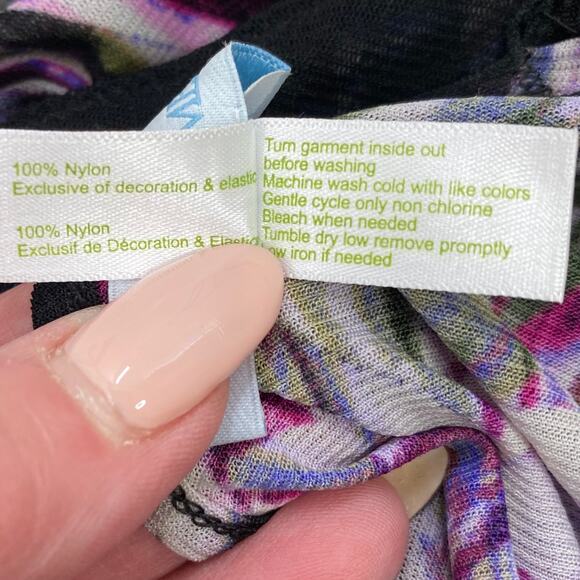 100% Nylon
Exclusive of decoration & elastic
100% Nylon
Exclusif de Décoration & Elastic
Turn garment inside out
before washing
Machine wash cold with like colors
Gentle cycle only non chlorine
Bleach when needed
Tumble dry low remove promptly
Low iron if needed